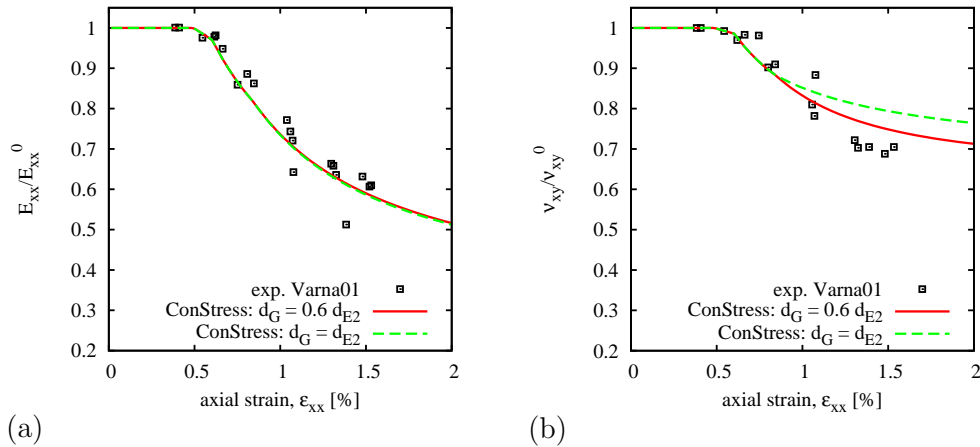 1
0.9
0.8
0.7
0.6
0.5
0.4
0.3
0.2
0
0.5
1
1.5
2
E_xx/E_xx^0
axial strain, ε_xx [%]
exp. Varna01
ConStress: d_G = 0.6 d_E2
ConStress: d_G = d_E2
(a)
1
0.9
0.8
0.7
0.6
0.5
0.4
0.3
0.2
0
0.5
1
1.5
2
ν_xy/ν_xy^0
axial strain, ε_xx [%]
exp. Varna01
ConStress: d_G = 0.6 d_E2
ConStress: d_G = d_E2
(b)